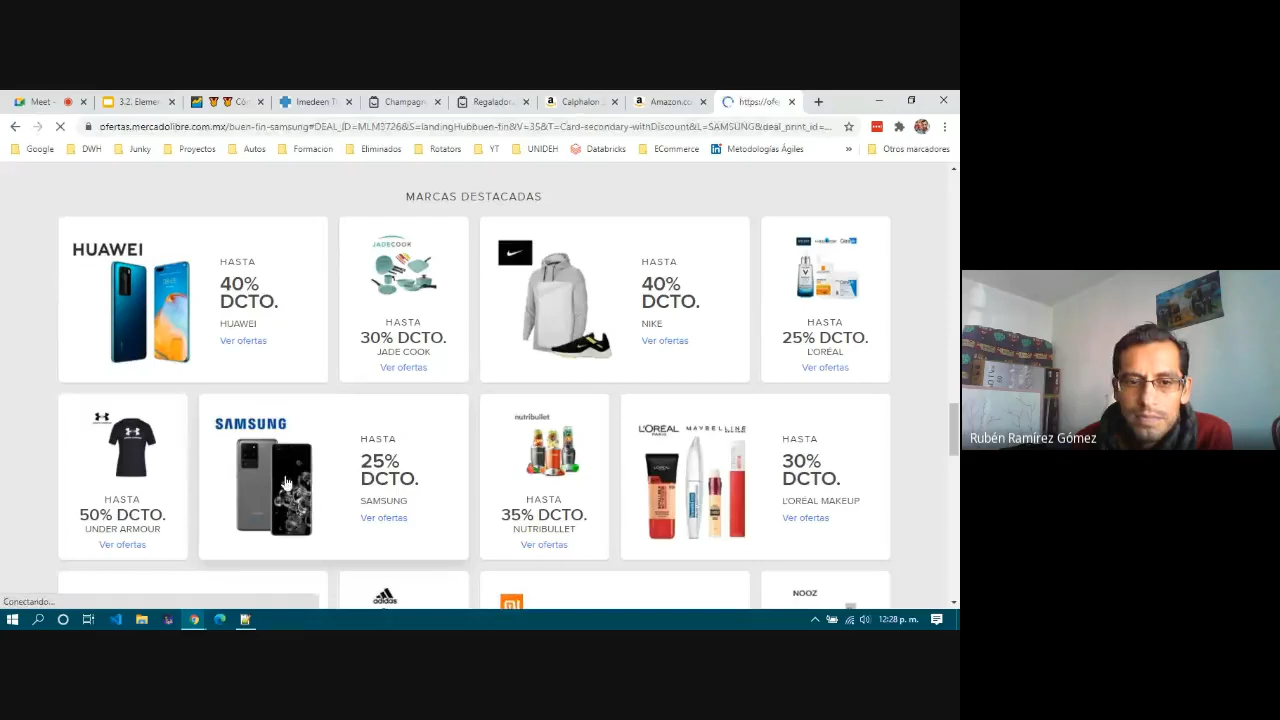 Meet -
3.2. Elemen
Cón
Imedeen T
Champagn
Regalador
Calphalon
Amazon.co
https://ofe
ofertas.mercadolibre.com.mx/buen-fin-samsung#DEAL_ID=MLM3726&S=landingHubbuen-fin&V=35&T=Card-secondary-withDiscount&L=SAMSUNG&deal_print_id=...
Google
DWH
Junky
Proyectos
Autos
Formacion
Eliminados
Rotators
YT
UNIDEH
Databricks
ECommerce
Metodologías Ágiles
»
Otros marcadores
MARCAS DESTACADAS
HUAWEI
HASTA
40%
DCTO.
HUAWEI
Ver ofertas
JADECOOK
HASTA
30% DCTO.
JADE COOK
Ver ofertas
HASTA
40%
DCTO.
NIKE
Ver ofertas
HASTA
25% DCTO.
L'ORÉAL
Ver ofertas
HASTA
50% DCTO.
UNDER ARMOUR
Ver ofertas
SAMSUNG
HASTA
25%
DCTO.
SAMSUNG
Ver ofertas
nutribullet
HASTA
35% DCTO.
NUTRIBULLET
Ver ofertas
L'ORÉAL
PARIS
MAYBELLINE
HASTA
30%
DCTO.
L'ORÉAL MAKEUP
Ver ofertas
adidas
NOOZ
Conectando...
12:28 p. m.
Rubén Ramírez Gómez